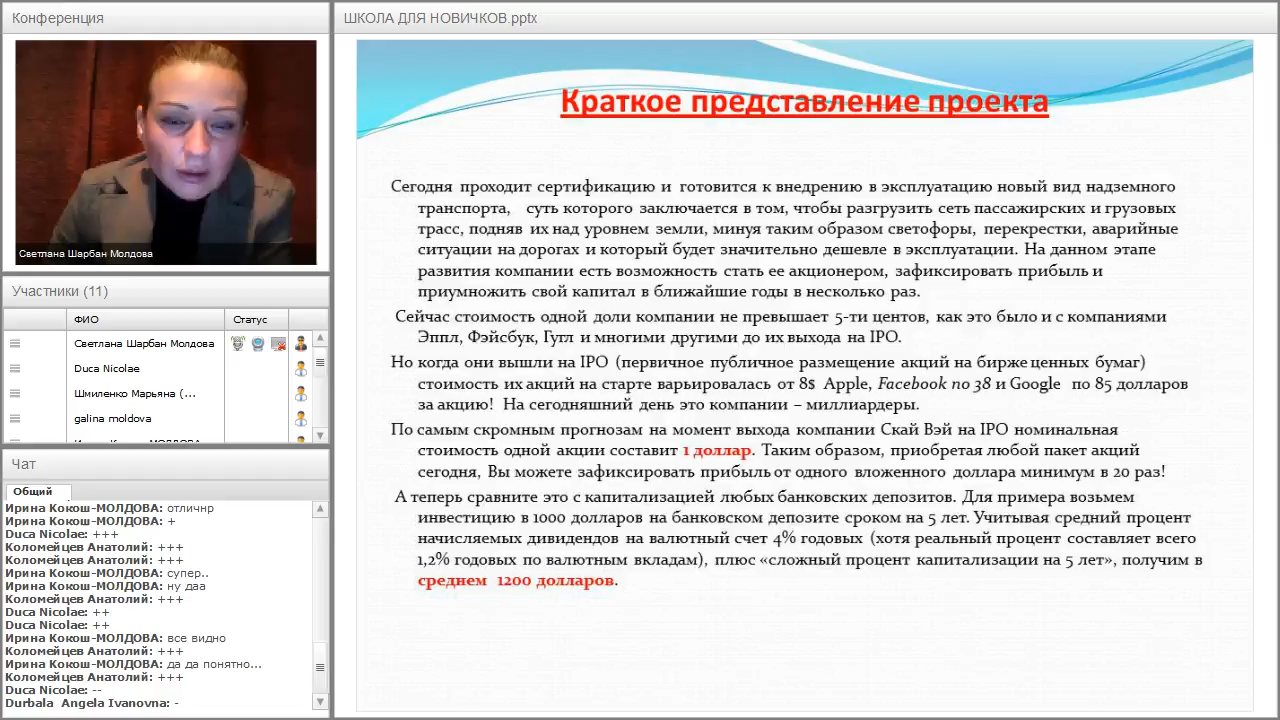 Конференция
Светлана Шарбан Молдова
Участники (11)
ФИО
Статус
Светлана Шарбан Молдова
Duca Nicolae
Шмиленко Марьяна (...
galina moldova
Чат
Общий
Ирина Кокош-МОЛДОВА: отличнр
Ирина Кокош-МОЛДОВА: +
Duca Nicolae: +++
Коломейцев Анатолий: +++
Коломейцев Анатолий: +++
Ирина Кокош-МОЛДОВА: супер..
Ирина Кокош-МОЛДОВА: ну даа
Коломейцев Анатолий: +++
Duca Nicolae: ++
Duca Nicolae: ++
Ирина Кокош-МОЛДОВА: все видно
Коломейцев Анатолий: +++
Ирина Кокош-МОЛДОВА: да да понятно...
Коломейцев Анатолий: +++
Duca Nicolae: --
Durbala Angela Ivanovna: -
ШКОЛА ДЛЯ НОВИЧКОВ.pptx
Краткое представление проекта
Сегодня проходит сертификацию и готовится к внедрению в эксплуатацию новый вид надземного
транспорта, суть которого заключается в том, чтобы разгрузить сеть пассажирских и грузовых
трасс, подняв их над уровнем земли, минуя таким образом светофоры, перекрестки, аварийные
ситуации на дорогах и который будет значительно дешевле в эксплуатации. На данном этапе
развития компании есть возможность стать ее акционером, зафиксировать прибыль и
приумножить свой капитал в ближайшие годы в несколько раз.
Сейчас стоимость одной доли компании не превышает 5-ти центов, как это было и с компаниями
Эппл, Фэйсбук, Гугл и многими другими до их выхода на IPO.
Но когда они вышли на IPO (первичное публичное размещение акций на бирже ценных бумаг)
стоимость их акций на старте варьировалась от 8$ Apple, Facebook по 38 и Google по 85 долларов
за акцию! На сегодняшний день это компании – миллиардеры.
По самым скромным прогнозам на момент выхода компании Скай Вэй на IPO номинальная
стоимость одной акции составит 1 доллар. Таким образом, приобретая любой пакет акций
сегодня, Вы можете зафиксировать прибыль от одного вложенного доллара минимум в 20 раз!
А теперь сравните это с капитализацией любых банковских депозитов. Для примера возьмем
инвестицию в 1000 долларов на банковском депозите сроком на 5 лет. Учитывая средний процент
начисляемых дивидендов на валютный счет 4% годовых (хотя реальный процент составляет всего
1,2% годовых по валютным вкладам), плюс «сложный процент капитализации на 5 лет», получим в
среднем 1200 долларов.